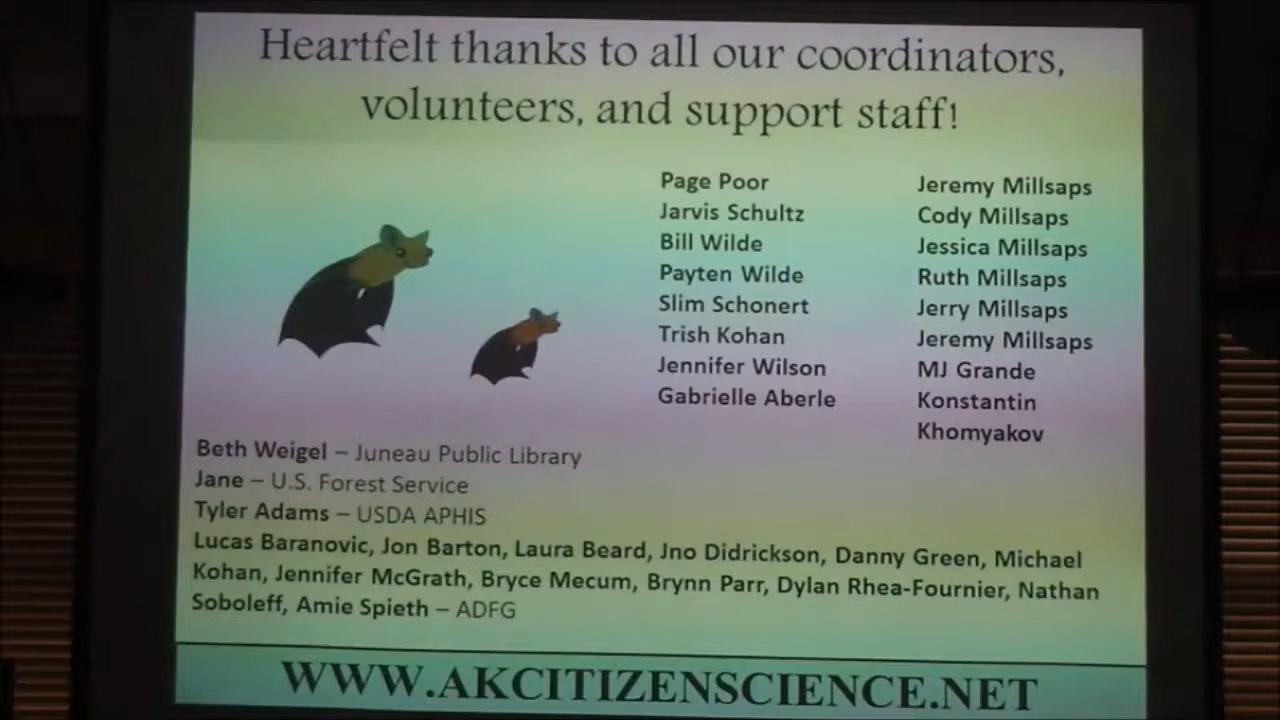 Heartfelt thanks to all our coordinators,
volunteers, and support staff!
Page Poor
Jarvis Schultz
Bill Wilde
Payten Wilde
Slim Schonert
Trish Kohan
Jennifer Wilson
Gabrielle Aberle
Jeremy Millsaps
Cody Millsaps
Jessica Millsaps
Ruth Millsaps
Jerry Millsaps
Jeremy Millsaps
MJ Grande
Konstantin
Khomyakov
Beth Weigel – Juneau Public Library
Jane – U.S. Forest Service
Tyler Adams – USDA APHIS
Lucas Baranovic, Jon Barton, Laura Beard, Jno Didrickson, Danny Green, Michael
Kohan, Jennifer McGrath, Bryce Mecum, Brynn Parr, Dylan Rhea-Fournier, Nathan
Soboleff, Amie Spieth – ADFG
WWW.AKCITIZENSCIENCE.NET